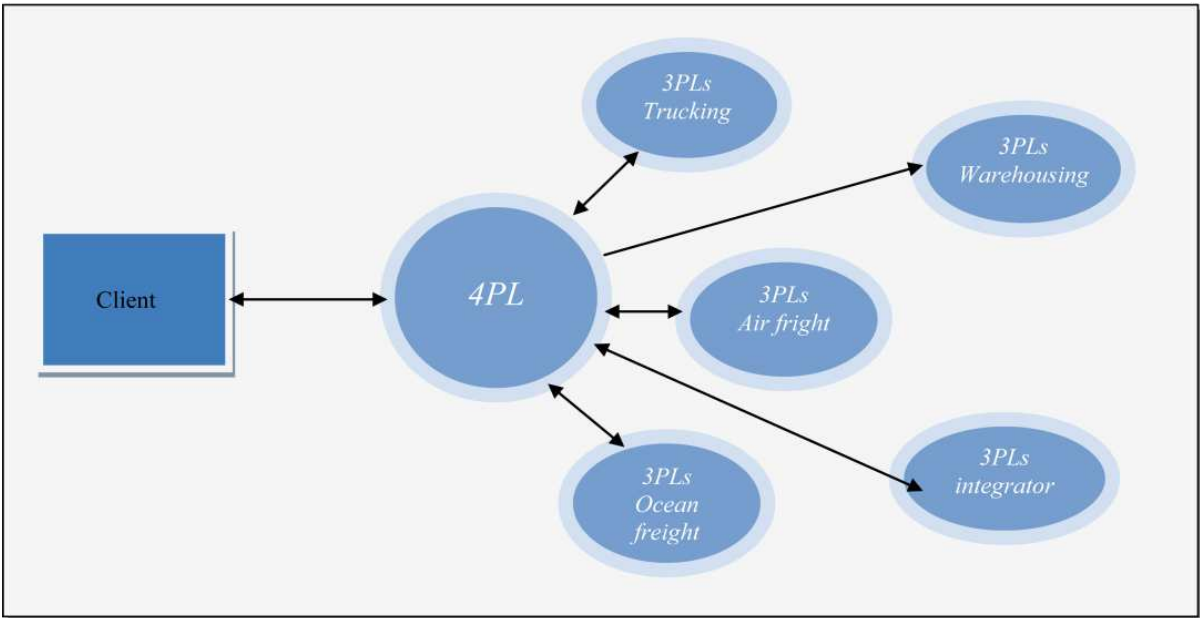 3PLs
Trucking
3PLs
Warehousing
Client
4PL
3PLs
Air fright
3PLs
integrator
3PLs
Ocean
freight